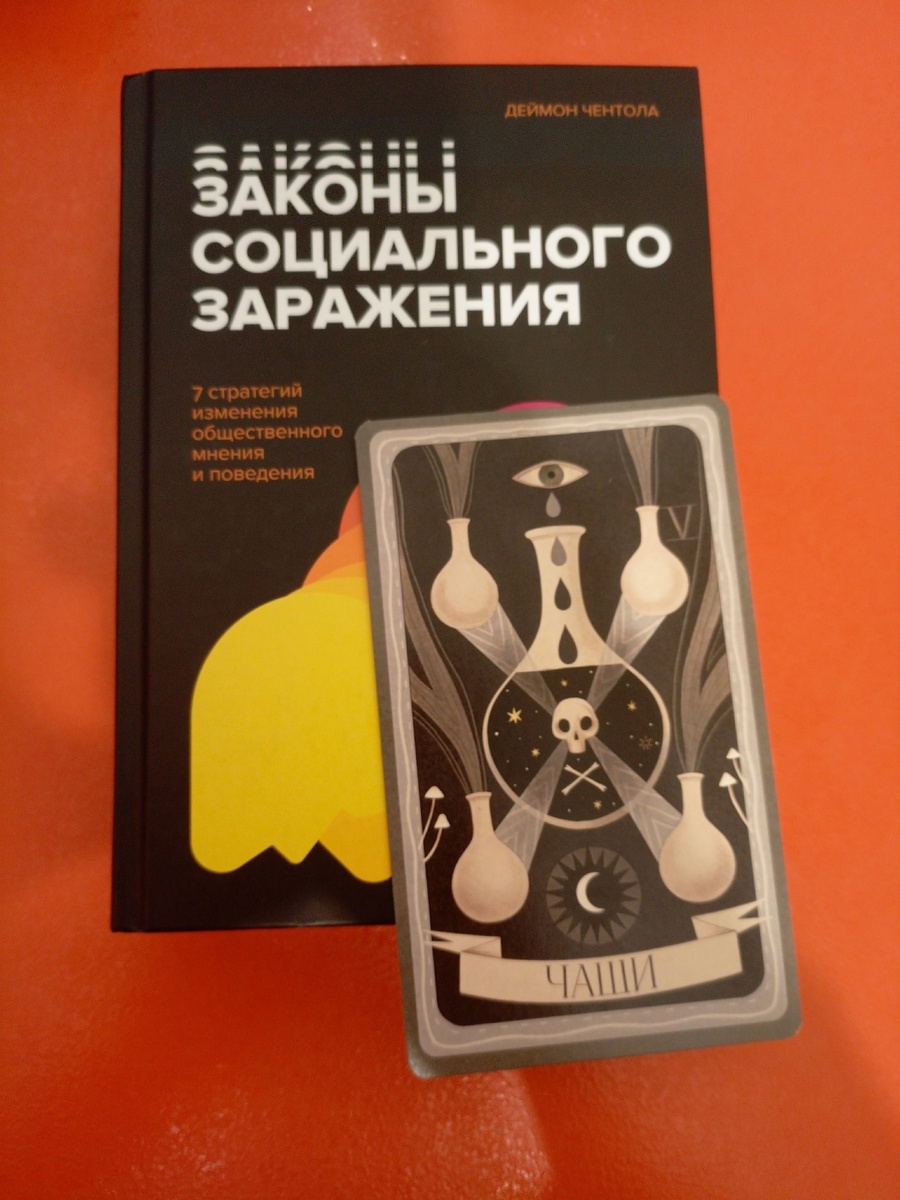 ДЕЙМОН ЧЕНТОЛА
ЗАКОНЫ
СОЦИАЛЬНОГО
ЗАРАЖЕНИЯ
7 стратегий
изменения
общественного
мнения
и поведения
V
ЧАШИ